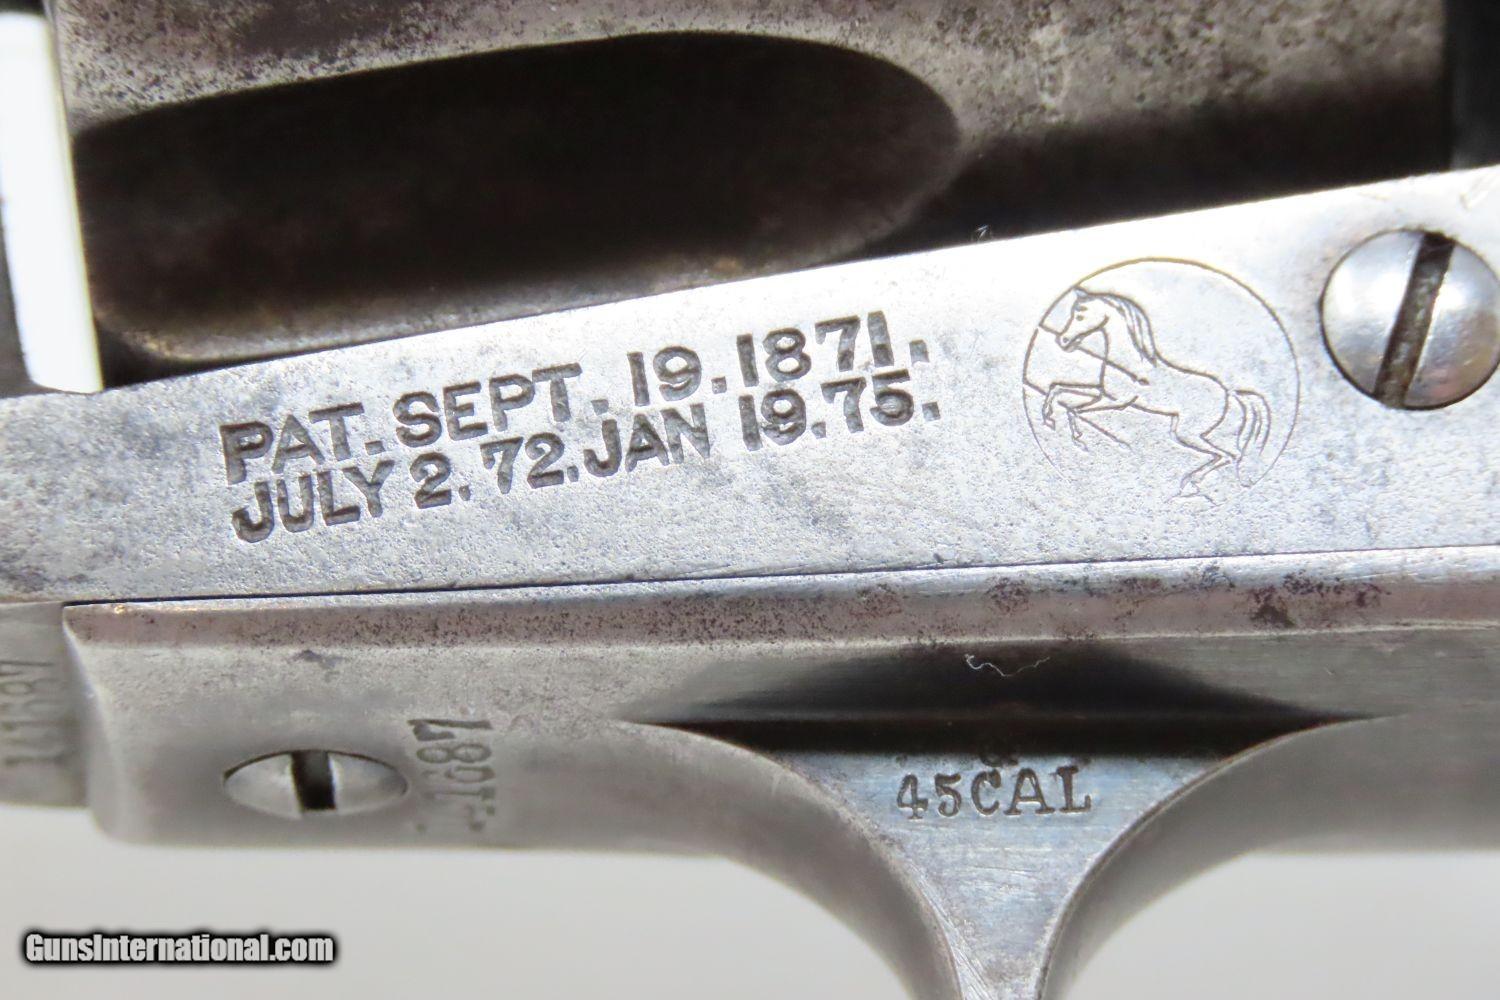 PAT. SEPT. 19. 1871.
JULY 2. 72. JAN 19. 75.
45CAL
GunsInternational.com